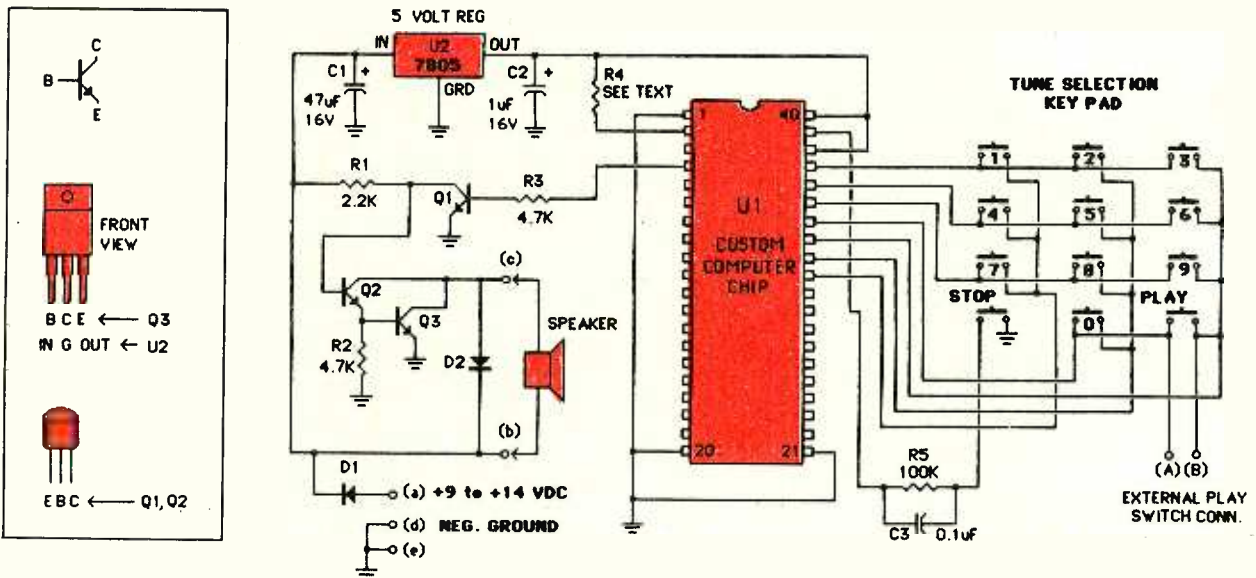 C
B
E
FRONT
VIEW
B C E ← Q3
IN G OUT ← U2
E B C ← Q1, Q2
5 VOLT REG
IN
U2
7805
OUT
GRD
C1
+
47uF
16V
C2
+
1uF
16V
R4
SEE TEXT
R1
2.2K
Q1
R3
4.7K
Q2
Q3
R2
4.7K
D2
(c)
SPEAKER
(b)
D1
(a) +9 to +14 VDC
(d) NEG. GROUND
(e)
1
40
U1
CUSTOM
COMPUTER
CHIP
20
21
TUNE SELECTION
KEY PAD
1
2
3
4
5
6
7
8
9
STOP
0
PLAY
R5
100K
C3
0.1uF
(A) (B)
EXTERNAL PLAY
SWITCH CONN.